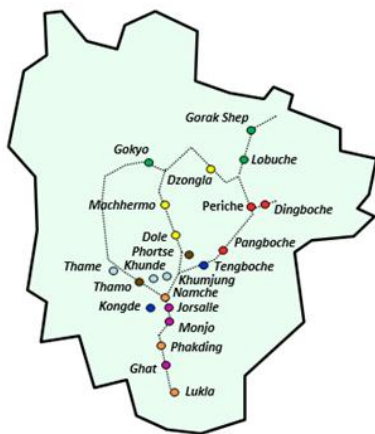 Gorak Shep
Gokyo
Lobuche
Dzongla
Machhermo
Periche
Dingboche
Dole
Phortse
Pangboche
Thame
Khunde
Khumjung
Tengboche
Thamo
Namche
Kongde
Jorsalle
Monjo
Phakding
Ghat
Lukla